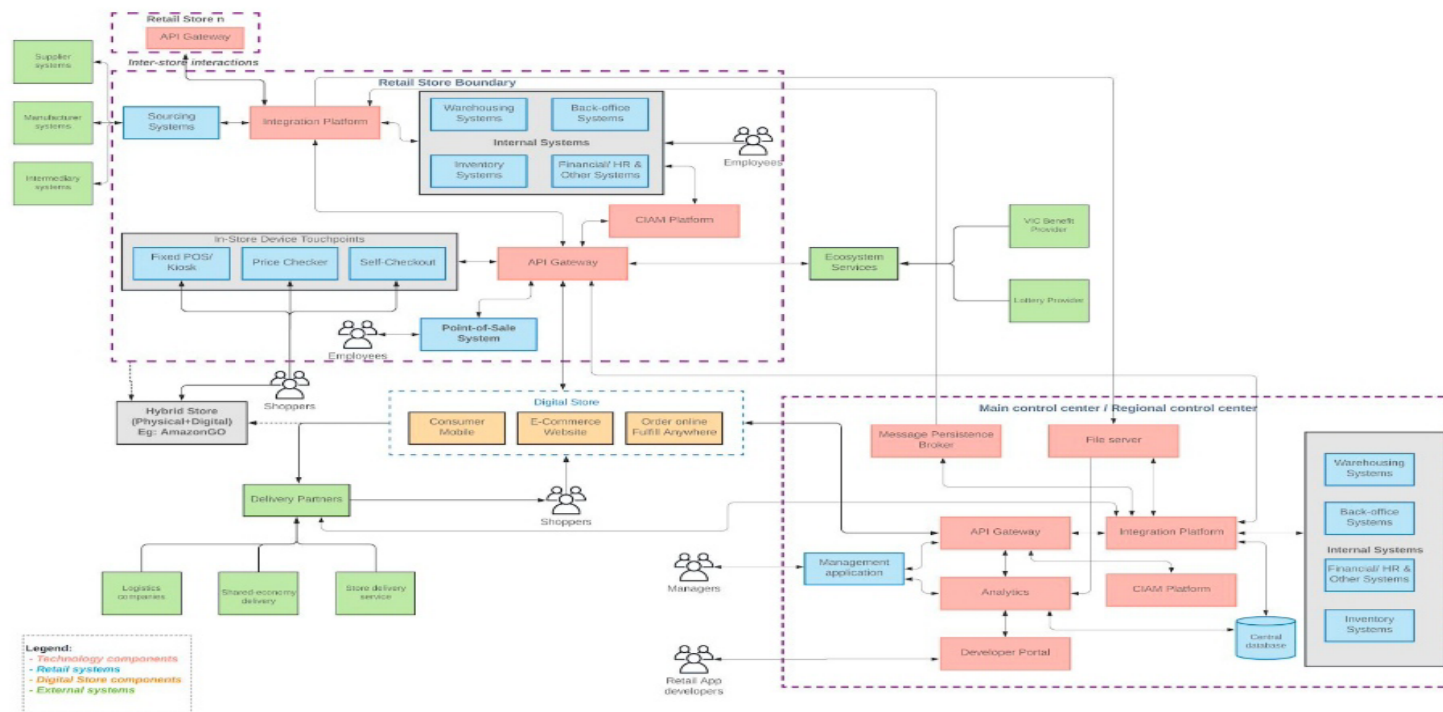 Retail Store n
API Gateway
Inter-store interactions
Supplier
systems
Manufacturer
systems
Intermediary
systems
Retail Store Boundary
Sourcing
Systems
Integration Platform
Warehousing
Systems
Back-office
Systems
Internal Systems
Inventory
Systems
Financial/ HR &
Other Systems
Employees
CIAM Platform
In-Store Device Touchpoints
Fixed POS/
Kiosk
Price Checker
Self-Checkout
API Gateway
Point-of-Sale
System
Employees
Ecosystem
Services
VIC Benefit
Provider
Lottery Provider
Shoppers
Hybrid Store
(Physical+Digital)
Eg: AmazonGO
Digital Store
Consumer
Mobile
E-Commerce
Website
Order online
Fulfill Anywhere
Delivery Partners
Shoppers
Logistics
companies
Shared economy
delivery
Store delivery
service
Main control center / Regional control center
Message Persistence
Broker
File server
API Gateway
Integration Platform
Management
application
Managers
Analytics
CIAM Platform
Developer Portal
Central
database
Retail App
developers
Warehousing
Systems
Back-office
Systems
Internal Systems
Financial/ HR &
Other Systems
Inventory
Systems
Legend:
- Technology components
- Retail systems
- Digital Store components
- External systems